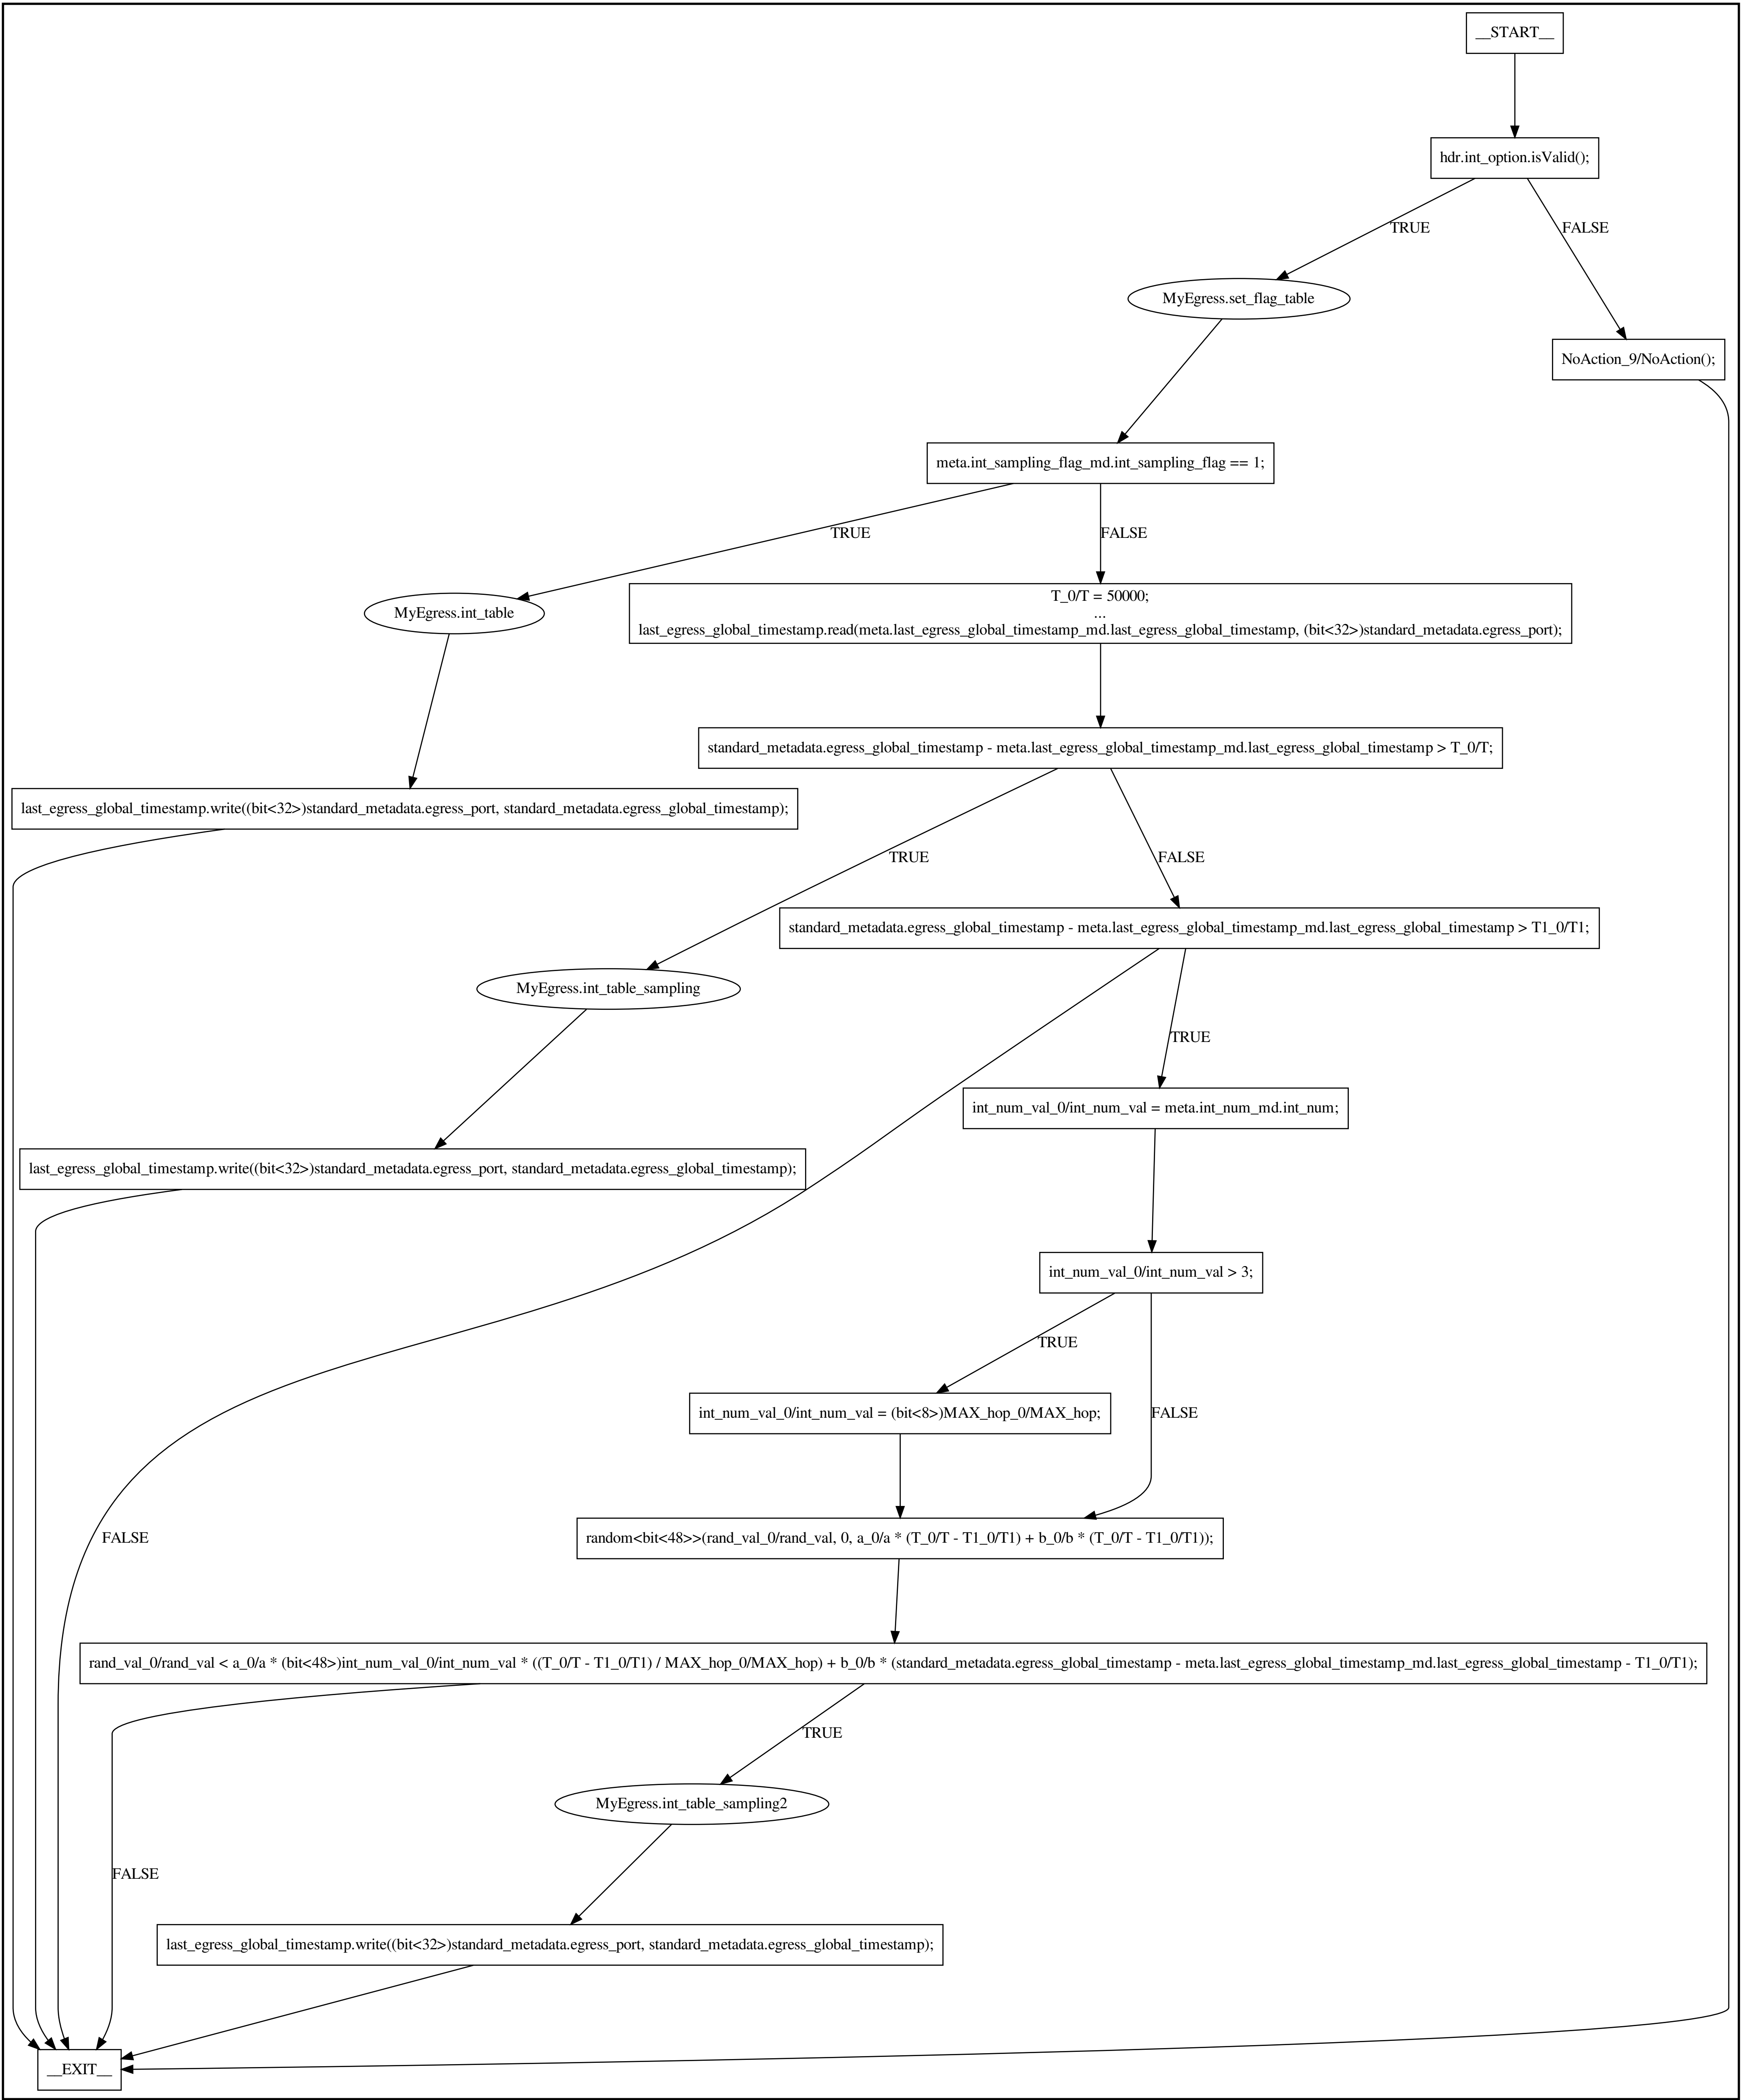 __START__
hdr.int_option.isValid();
TRUE
FALSE
MyEgress.set_flag_table
NoAction_9/NoAction();
meta.int_sampling_flag_md.int_sampling_flag == 1;
TRUE
FALSE
MyEgress.int_table
T_0/T = 50000;
...
last_egress_global_timestamp.read(meta.last_egress_global_timestamp_md.last_egress_global_timestamp, (bit<32>)standard_metadata.egress_port);
standard_metadata.egress_global_timestamp - meta.last_egress_global_timestamp_md.last_egress_global_timestamp > T_0/T;
last_egress_global_timestamp.write((bit<32>)standard_metadata.egress_port, standard_metadata.egress_global_timestamp);
TRUE
FALSE
standard_metadata.egress_global_timestamp - meta.last_egress_global_timestamp_md.last_egress_global_timestamp > T1_0/T1;
MyEgress.int_table_sampling
TRUE
int_num_val_0/int_num_val = meta.int_num_md.int_num;
last_egress_global_timestamp.write((bit<32>)standard_metadata.egress_port, standard_metadata.egress_global_timestamp);
int_num_val_0/int_num_val > 3;
TRUE
int_num_val_0/int_num_val = (bit<8>)MAX_hop_0/MAX_hop;
FALSE
FALSE
random<bit<48>>(rand_val_0/rand_val, 0, a_0/a * (T_0/T - T1_0/T1) + b_0/b * (T_0/T - T1_0/T1));
rand_val_0/rand_val < a_0/a * (bit<48>)int_num_val_0/int_num_val * ((T_0/T - T1_0/T1) / MAX_hop_0/MAX_hop) + b_0/b * (standard_metadata.egress_global_timestamp - meta.last_egress_global_timestamp_md.last_egress_global_timestamp - T1_0/T1);
TRUE
MyEgress.int_table_sampling2
FALSE
last_egress_global_timestamp.write((bit<32>)standard_metadata.egress_port, standard_metadata.egress_global_timestamp);
__EXIT__